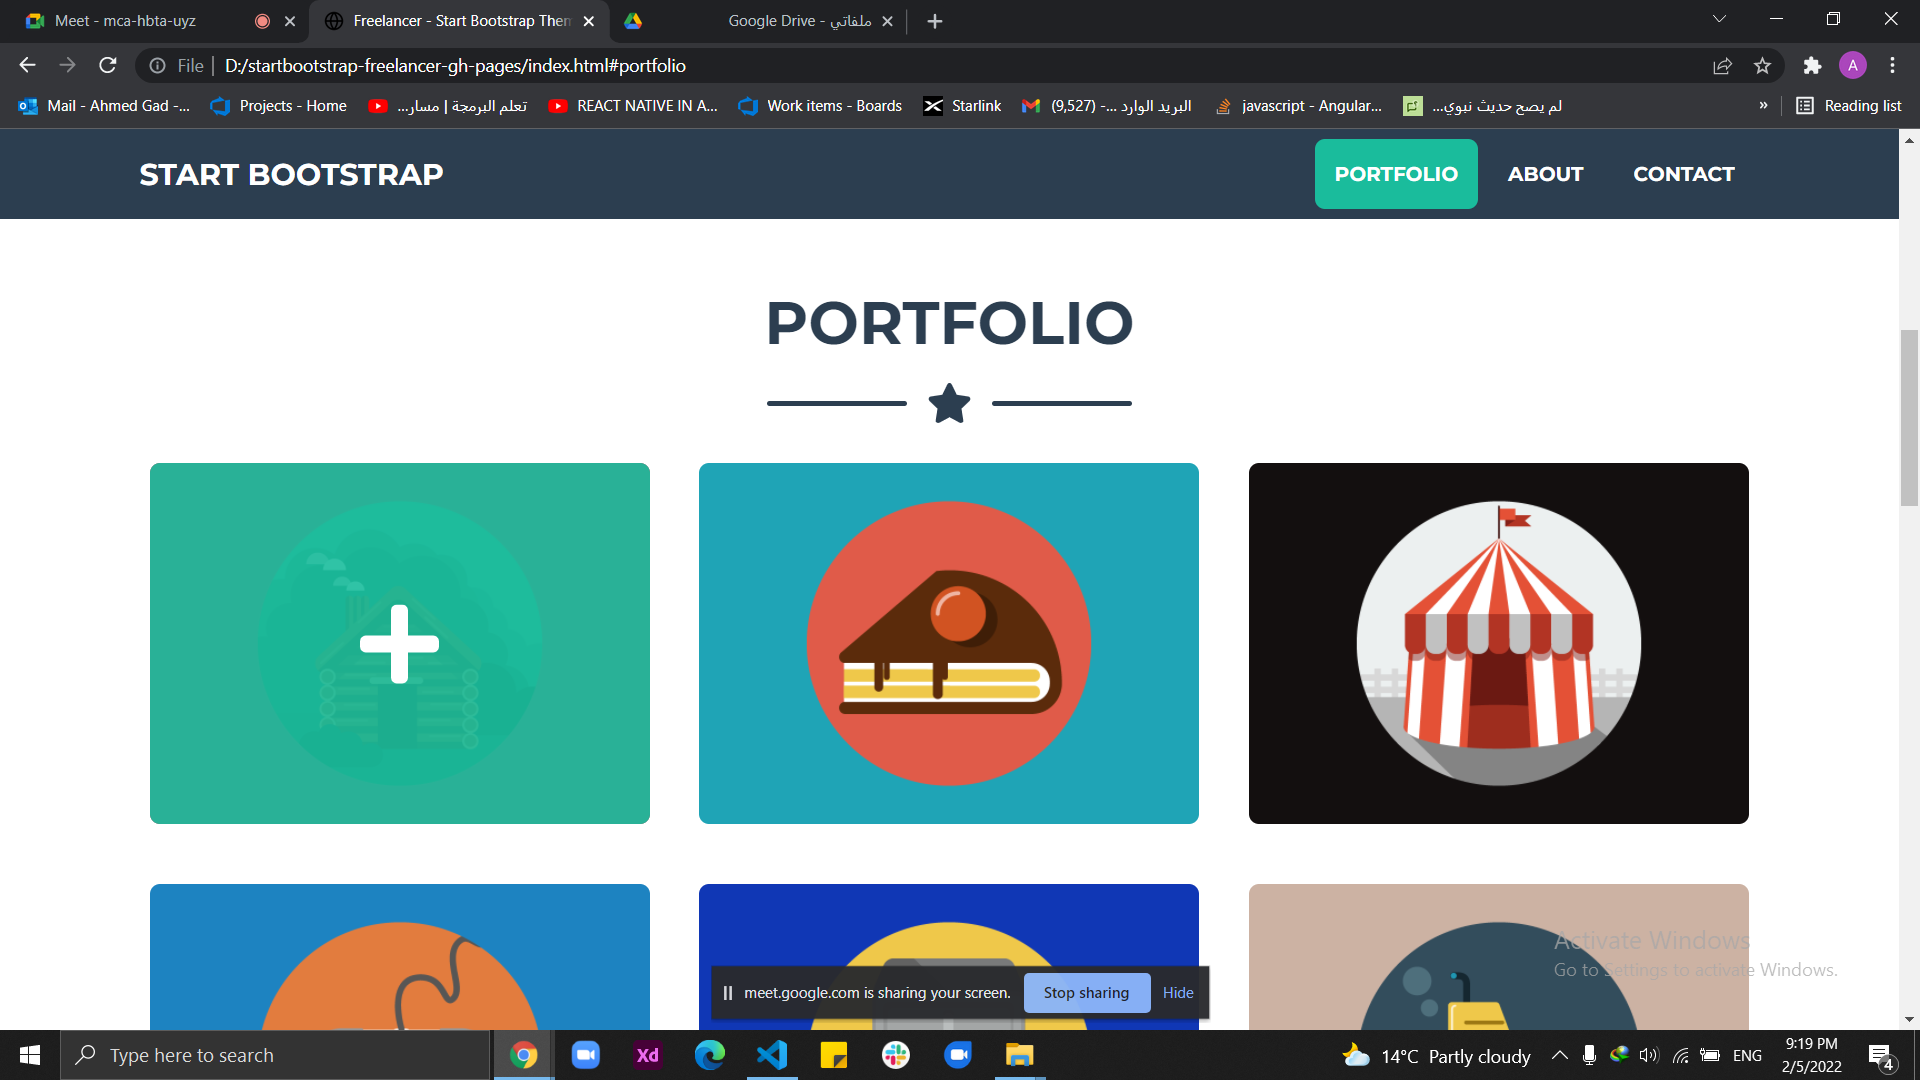 Meet - mca-hbta-uyz
Freelancer - Start Bootstrap Them
ملفاتي - Google Drive
File
D:/startbootstrap-freelancer-gh-pages/index.html#portfolio
A
Mail - Ahmed Gad -...
Projects - Home
تعلم البرمجة | مسار...
REACT NATIVE IN A...
Work items - Boards
Starlink
البريد الوارد -... (9,527)
javascript - Angular...
لم يصح حديث نبوي...
»
Reading list
START BOOTSTRAP
PORTFOLIO
ABOUT
CONTACT
PORTFOLIO
Activate Windows
Go to Settings to activate Windows.
meet.google.com is sharing your screen.
Stop sharing
Hide
Type here to search
Xd
14°C Partly cloudy
ENG
9:19 PM
2/5/2022
4